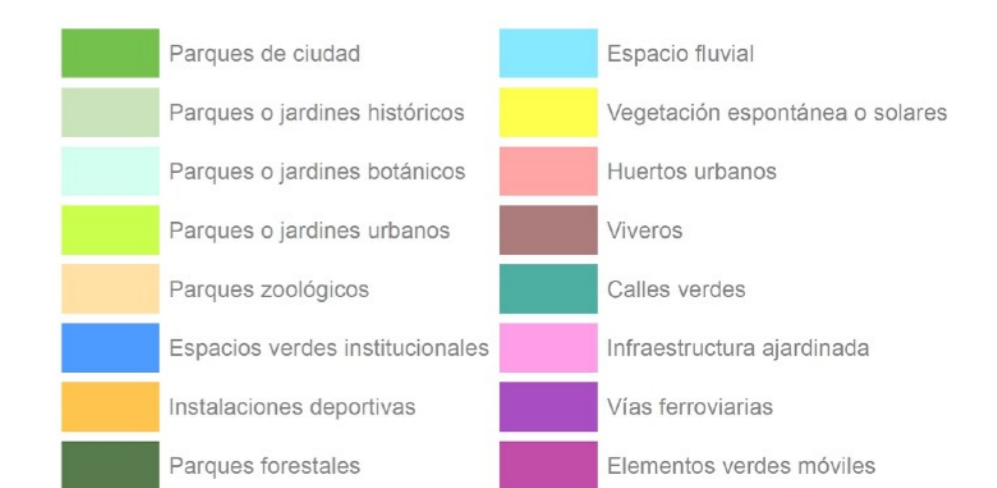 Parques de ciudad
Parques o jardines históricos
Parques o jardines botánicos
Parques o jardines urbanos
Parques zoológicos
Espacios verdes institucionales
Instalaciones deportivas
Parques forestales
Espacio fluvial
Vegetación espontánea o solares
Huertos urbanos
Viveros
Calles verdes
Infraestructura ajardinada
Vías ferroviarias
Elementos verdes móviles